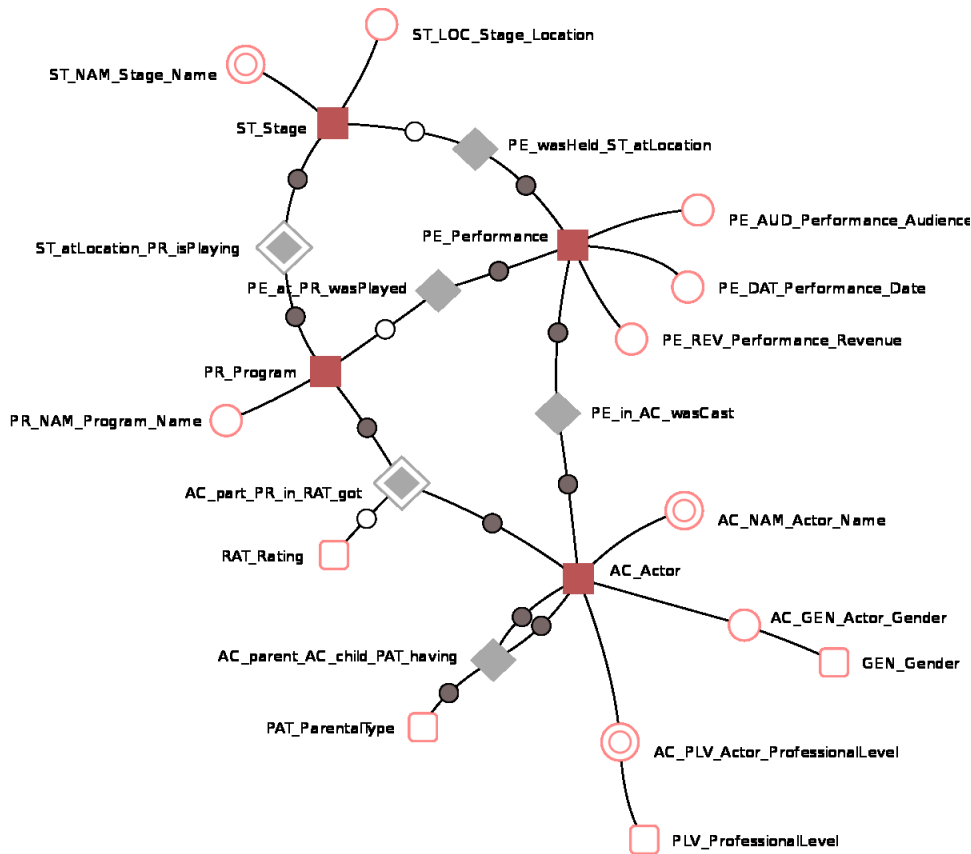 ST_LOC_Stage_Location
ST_NAM_Stage_Name
ST_Stage
PE_wasHeld_ST_atLocation
PE_AUD_Performance_Audience
PE_Performance
ST_atLocation_PR_isPlaying
PE_at_PR_wasPlayed
PE_DAT_Performance_Date
PE_REV_Performance_Revenue
PR_Program
PR_NAM_Program_Name
PE_in_AC_wasCast
AC_part_PR_in_RAT_got
AC_NAM_Actor_Name
RAT_Rating
AC_Actor
AC_GEN_Actor_Gender
AC_parent_AC_child_PAT_having
GEN_Gender
PAT_ParentalType
AC_PLV_Actor_ProfessionalLevel
PLV_ProfessionalLevel